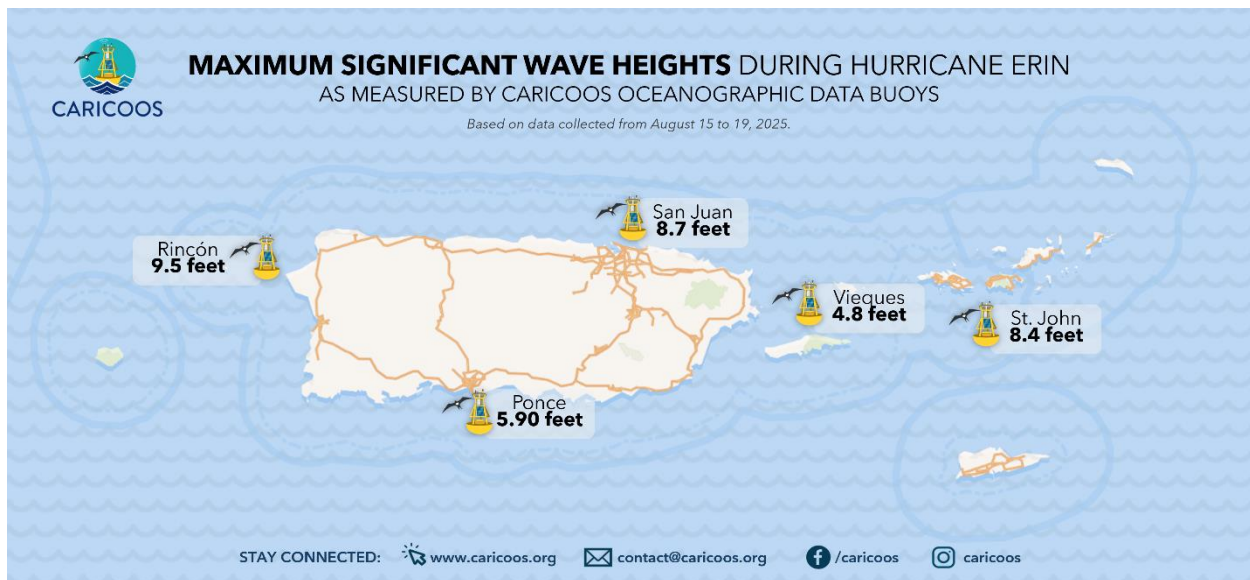 CARICOOS
MAXIMUM SIGNIFICANT WAVE HEIGHTS DURING HURRICANE ERIN
AS MEASURED BY CARICOOS OCEANOGRAPHIC DATA BUOYS
Based on data collected from August 15 to 19, 2025.
San Juan
8.7 feet
Rincón
9.5 feet
Vieques
4.8 feet
St. John
8.4 feet
Ponce
5.90 feet
STAY CONNECTED: www.caricoos.org contact@caricoos.org /caricoos caricoos